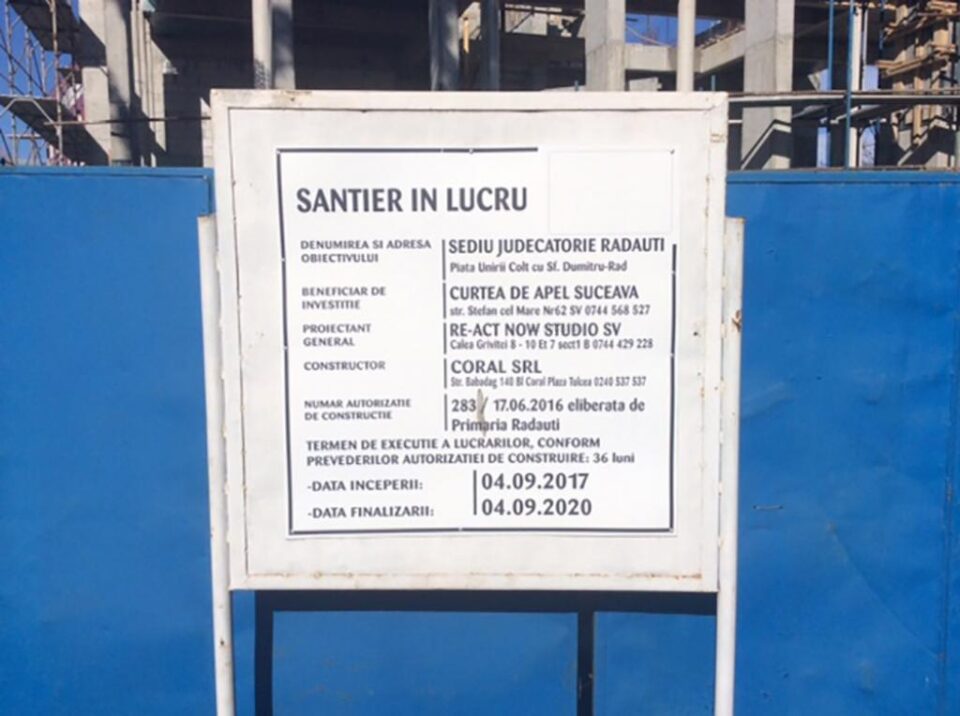 SANTIER IN LUCRU
DENUMIREA SI ADRESA OBIECTIVULUI
SEDIU JUDECATORIE RADAUTI
Piata Unirii Colt cu Sf. Dumitru-Rad
BENEFICIAR DE INVESTITIE
CURTEA DE APEL SUCEAVA
str. Stefan cel Mare Nr62 SV 0744 568 527
PROIECTANT GENERAL
RE-ACT NOW STUDIO SV
Calea Grivitei 8 - 10 Et 7 sect1 B 0744 429 228
CONSTRUCTOR
CORAL SRL
Str. Babadag 140 Bl Coral Plaza Tulcea 0240 537 537
NUMAR AUTORIZATIE DE CONSTRUCTIE
283 / 17.06.2016 eliberata de
Primaria Radauti
TERMEN DE EXECUTIE A LUCRARILOR, CONFORM
PREVEDERILOR AUTORIZATIEI DE CONSTRUIRE: 36 luni
-DATA INCEPERII: 04.09.2017
-DATA FINALIZARII: 04.09.2020